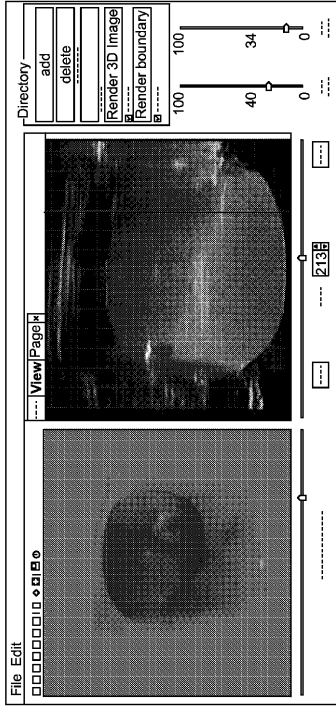 File Edit
View Page ×
Directory
add
delete
Render 3D Image
Render boundary
100
40
0
100
34
0
213